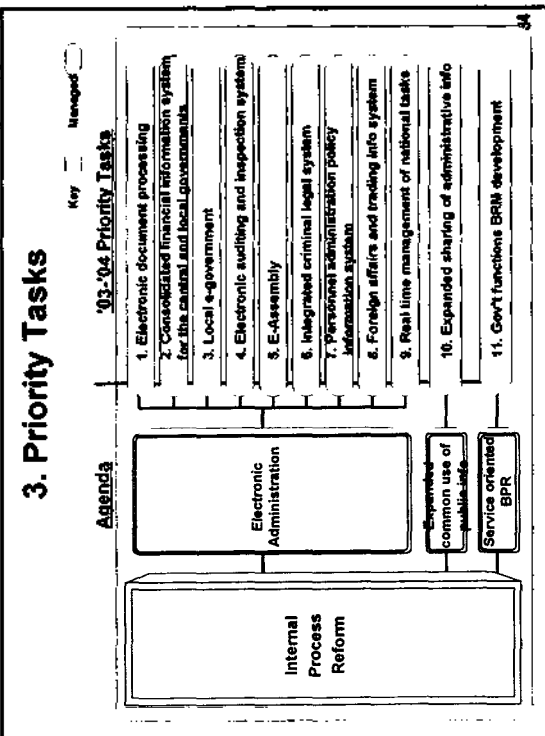 3. Priority Tasks
Key
Managed
Agenda
'03-'04 Priority Tasks
Internal
Process
Reform
Electronic
Administration
1. Electronic document processing
2. Consolidated financial information system
for the central and local governments
3. Local e-government
4. Electronic auditing and inspection system
5. E-Assembly
6. Integrated criminal legal system
7. Personnel administration policy
information system
8. Foreign affairs and trading info system
9. Real time management of national tasks
Expanded
common use of
public info
10. Expanded sharing of administrative info
Service oriented
BPR
11. Gov't functions BRM development
34